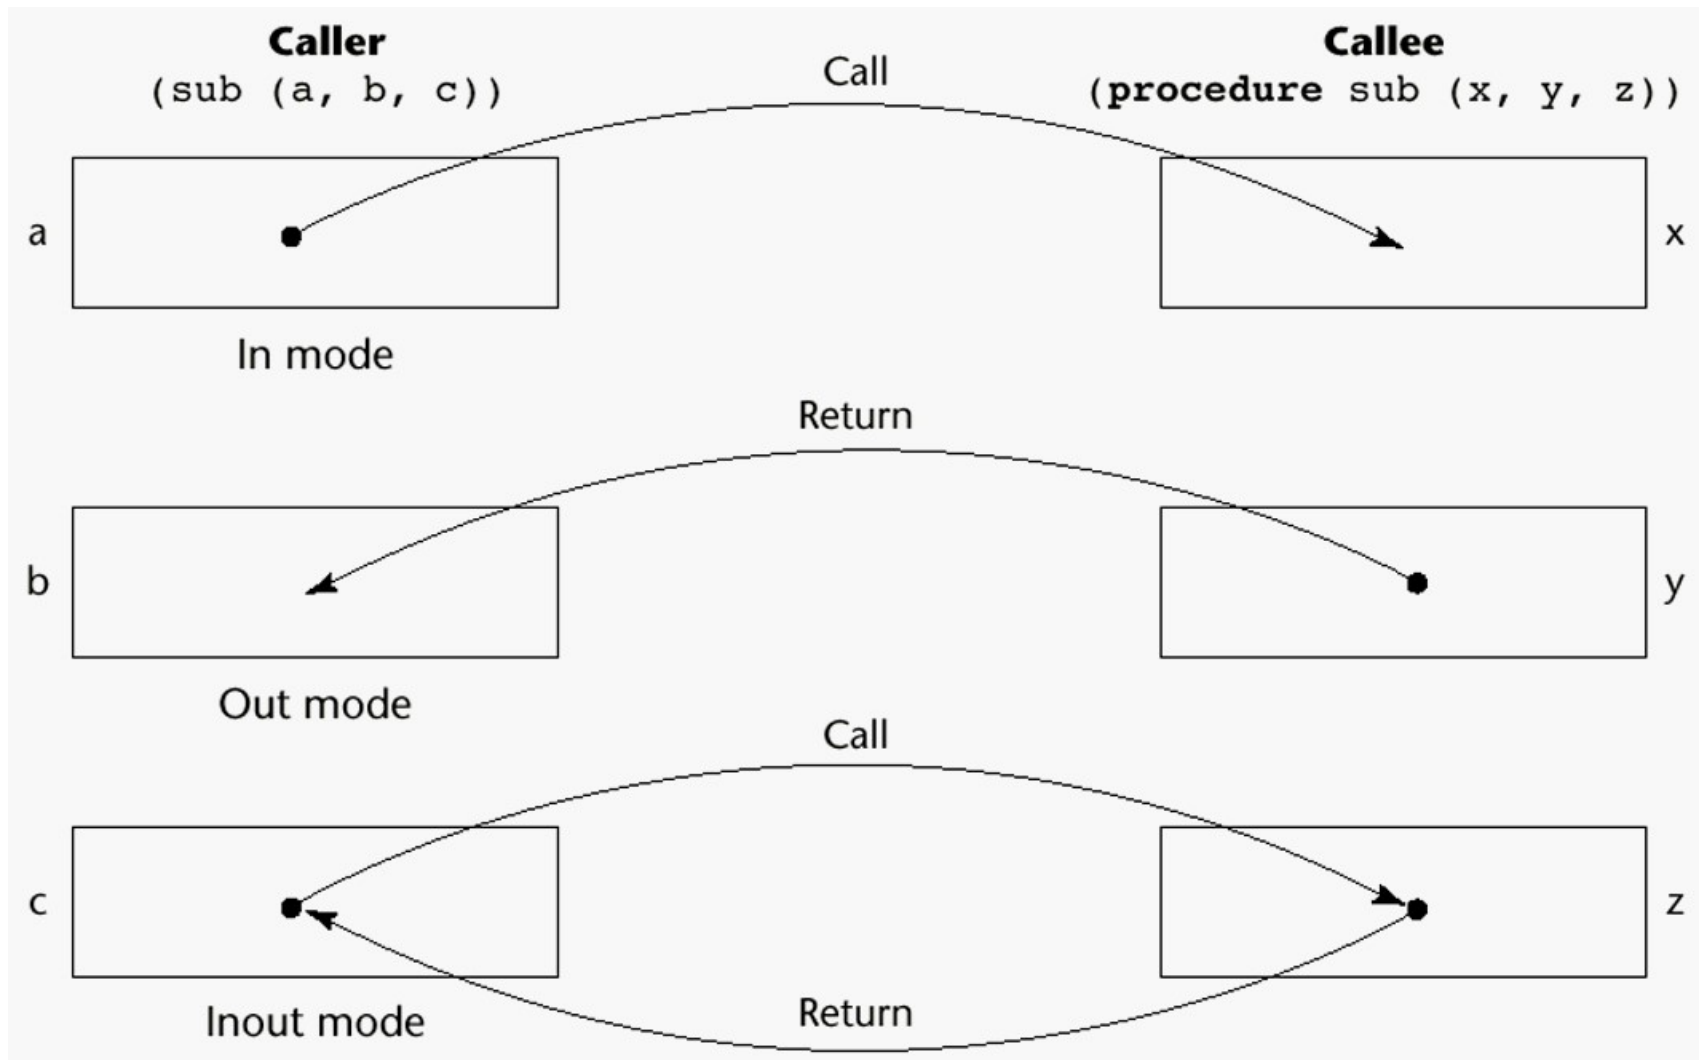 Caller
Callee
(sub (a, b, c))
Call
(procedure sub (x, y, z))
a
x
In mode
Return
b
y
Out mode
Call
c
z
Inout mode
Return